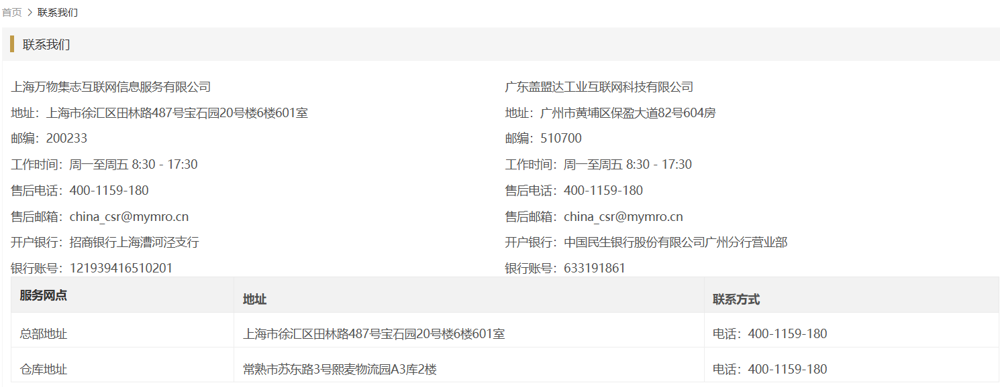 首页 > 联系我们
联系我们
上海万物集志互联网信息服务有限公司
地址：上海市徐汇区田林路487号宝石园20号楼6楼601室
邮编：200233
工作时间：周一至周五 8:30 - 17:30
售后电话：400-1159-180
售后邮箱：china_csr@mymro.cn
开户银行：招商银行上海漕河泾支行
银行账号：121939416510201
广东盖盟达工业互联网科技有限公司
地址：广州市黄埔区保盈大道82号604房
邮编：510700
工作时间：周一至周五 8:30 - 17:30
售后电话：400-1159-180
售后邮箱：china_csr@mymro.cn
开户银行：中国民生银行股份有限公司广州分行营业部
银行账号：633191861
服务网点 地址 联系方式
总部地址 上海市徐汇区田林路487号宝石园20号楼6楼601室 电话：400-1159-180
仓库地址 常熟市苏东路3号熙麦物流园A3库2楼 电话：400-1159-180